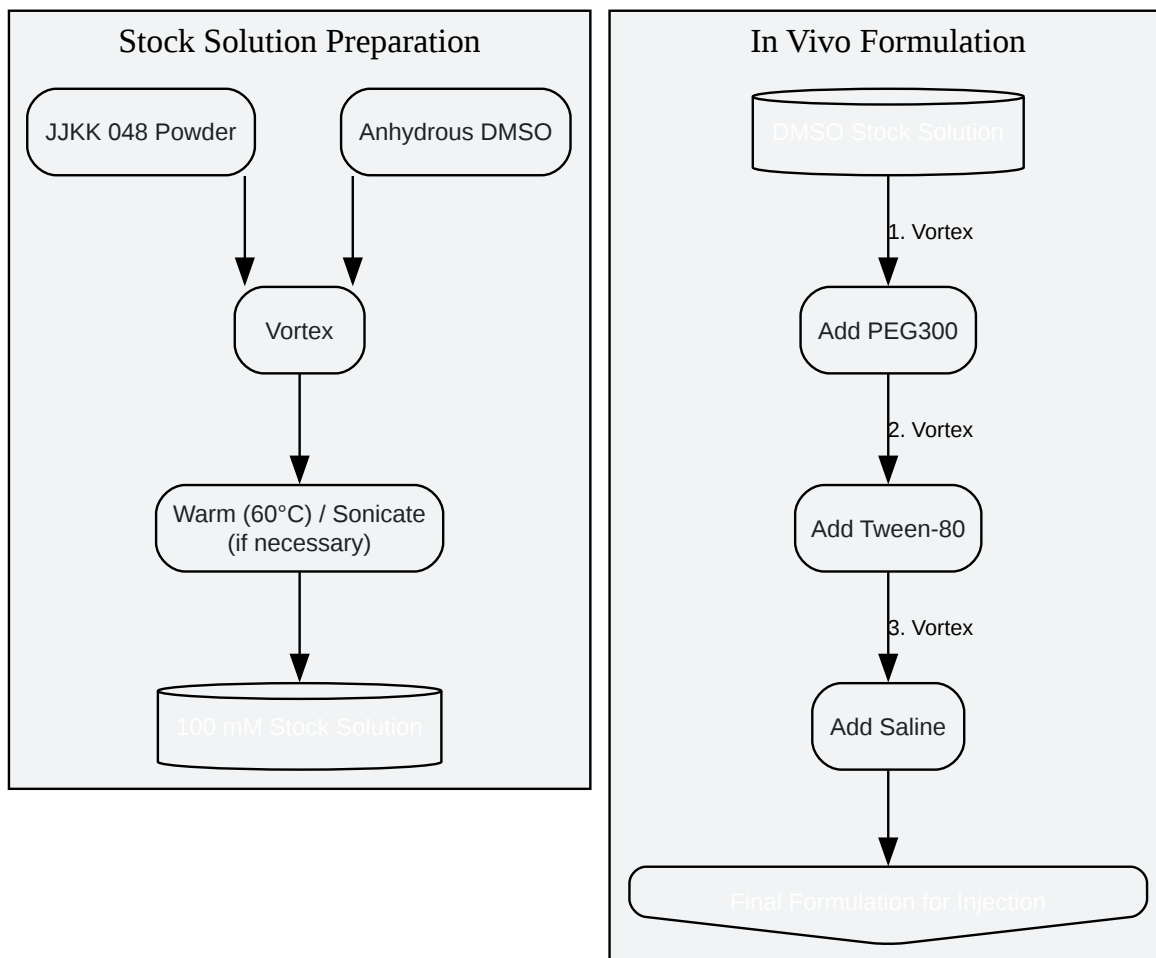 Stock Solution Preparation
JJKK 048 Powder
Anhydrous DMSO
Vortex
Warm (60°C) / Sonicate
(if necessary)
100 mM Stock Solution
In Vivo Formulation
DMSO Stock Solution
1. Vortex
Add PEG300
2. Vortex
Add Tween-80
3. Vortex
Add Saline
Final Formulation for Injection